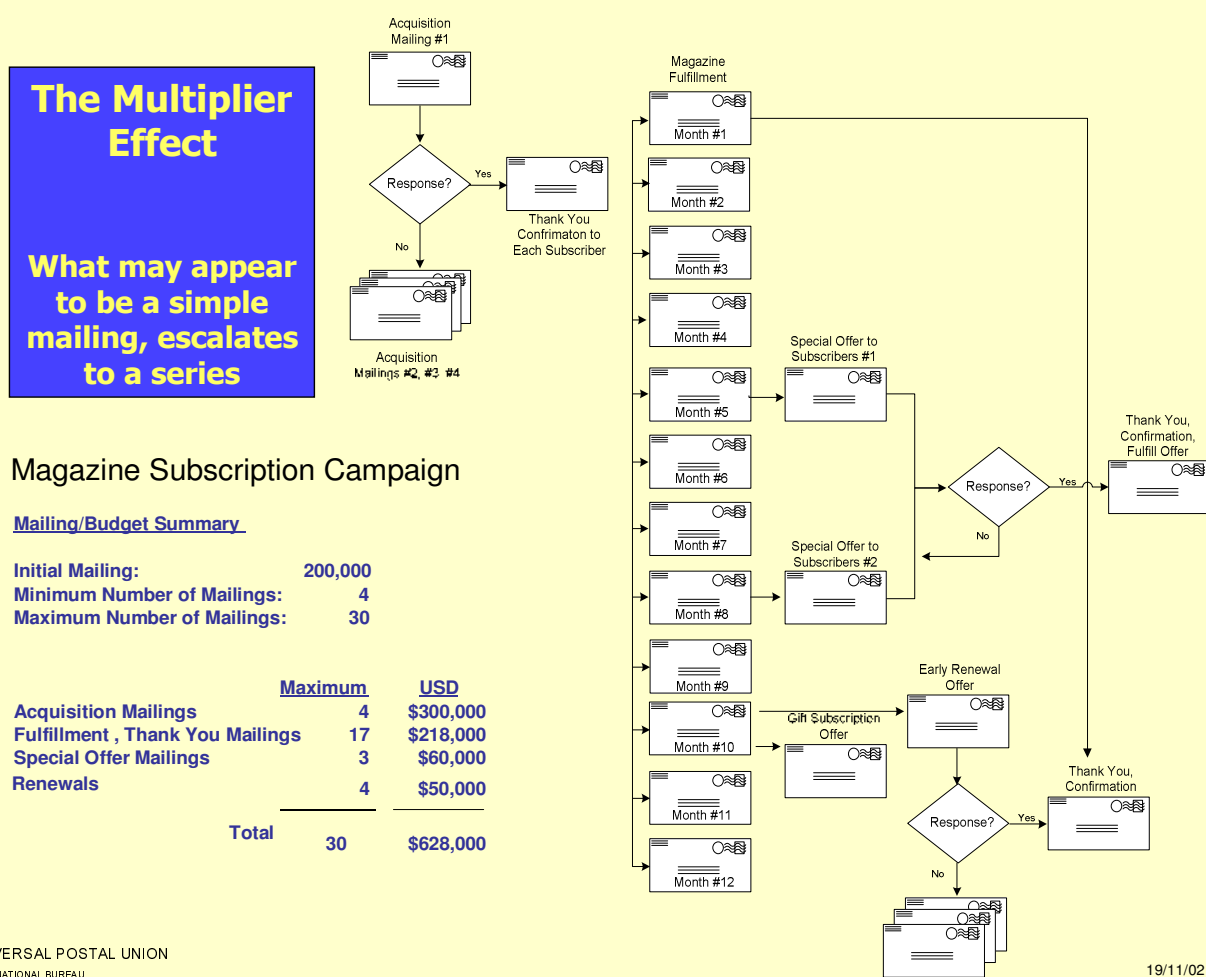 Acquisition
Mailing #1
The Multiplier
Effect
What may appear
to be a simple
mailing, escalates
to a series
Response?
Yes
Thank You
Confrimaton to
Each Subscriber
No
Acquisition
Mailings #2, #3 #4
Magazine Subscription Campaign
Mailing/Budget Summary
Initial Mailing: 200,000
Minimum Number of Mailings: 4
Maximum Number of Mailings: 30
Maximum USD
Acquisition Mailings 4 $300,000
Fulfillment , Thank You Mailings 17 $218,000
Special Offer Mailings 3 $60,000
Renewals 4 $50,000
Total 30 $628,000
Magazine
Fulfillment
Month #1
Month #2
Month #3
Month #4
Month #5
Month #6
Month #7
Month #8
Month #9
Month #10
Month #11
Month #12
Special Offer to
Subscribers #1
Special Offer to
Subscribers #2
Response?
Yes
No
Thank You,
Confirmation,
Fulfill Offer
Gift Subscription
Offer
Early Renewal
Offer
Response?
Yes
No
Thank You,
Confirmation
VERSAL POSTAL UNION
NATIONAL BUREAU
19/11/02